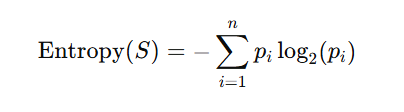 Entropy(S) = − ∑_{i=1}^{n} p_i log_2(p_i)